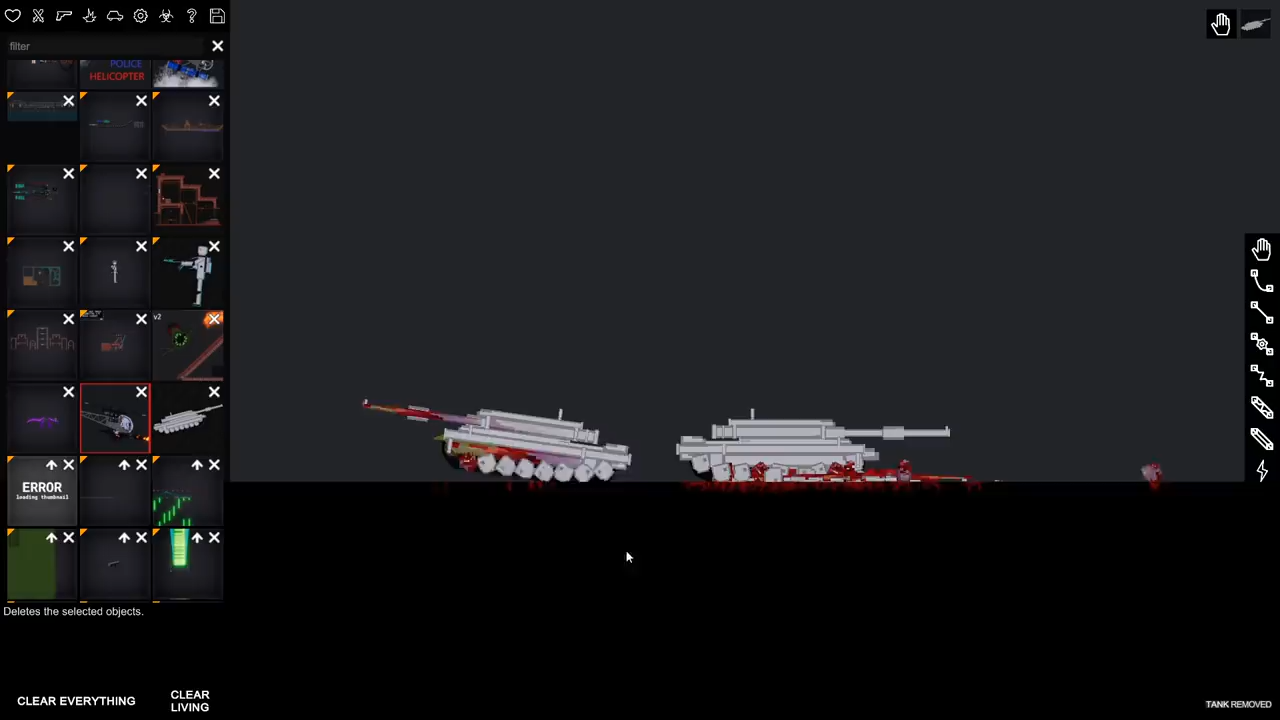 filter
POLICE
HELICOPTER
v2
ERROR
loading thumbnail
Deletes the selected objects.
CLEAR EVERYTHING
CLEAR
LIVING
TANK REMOVED